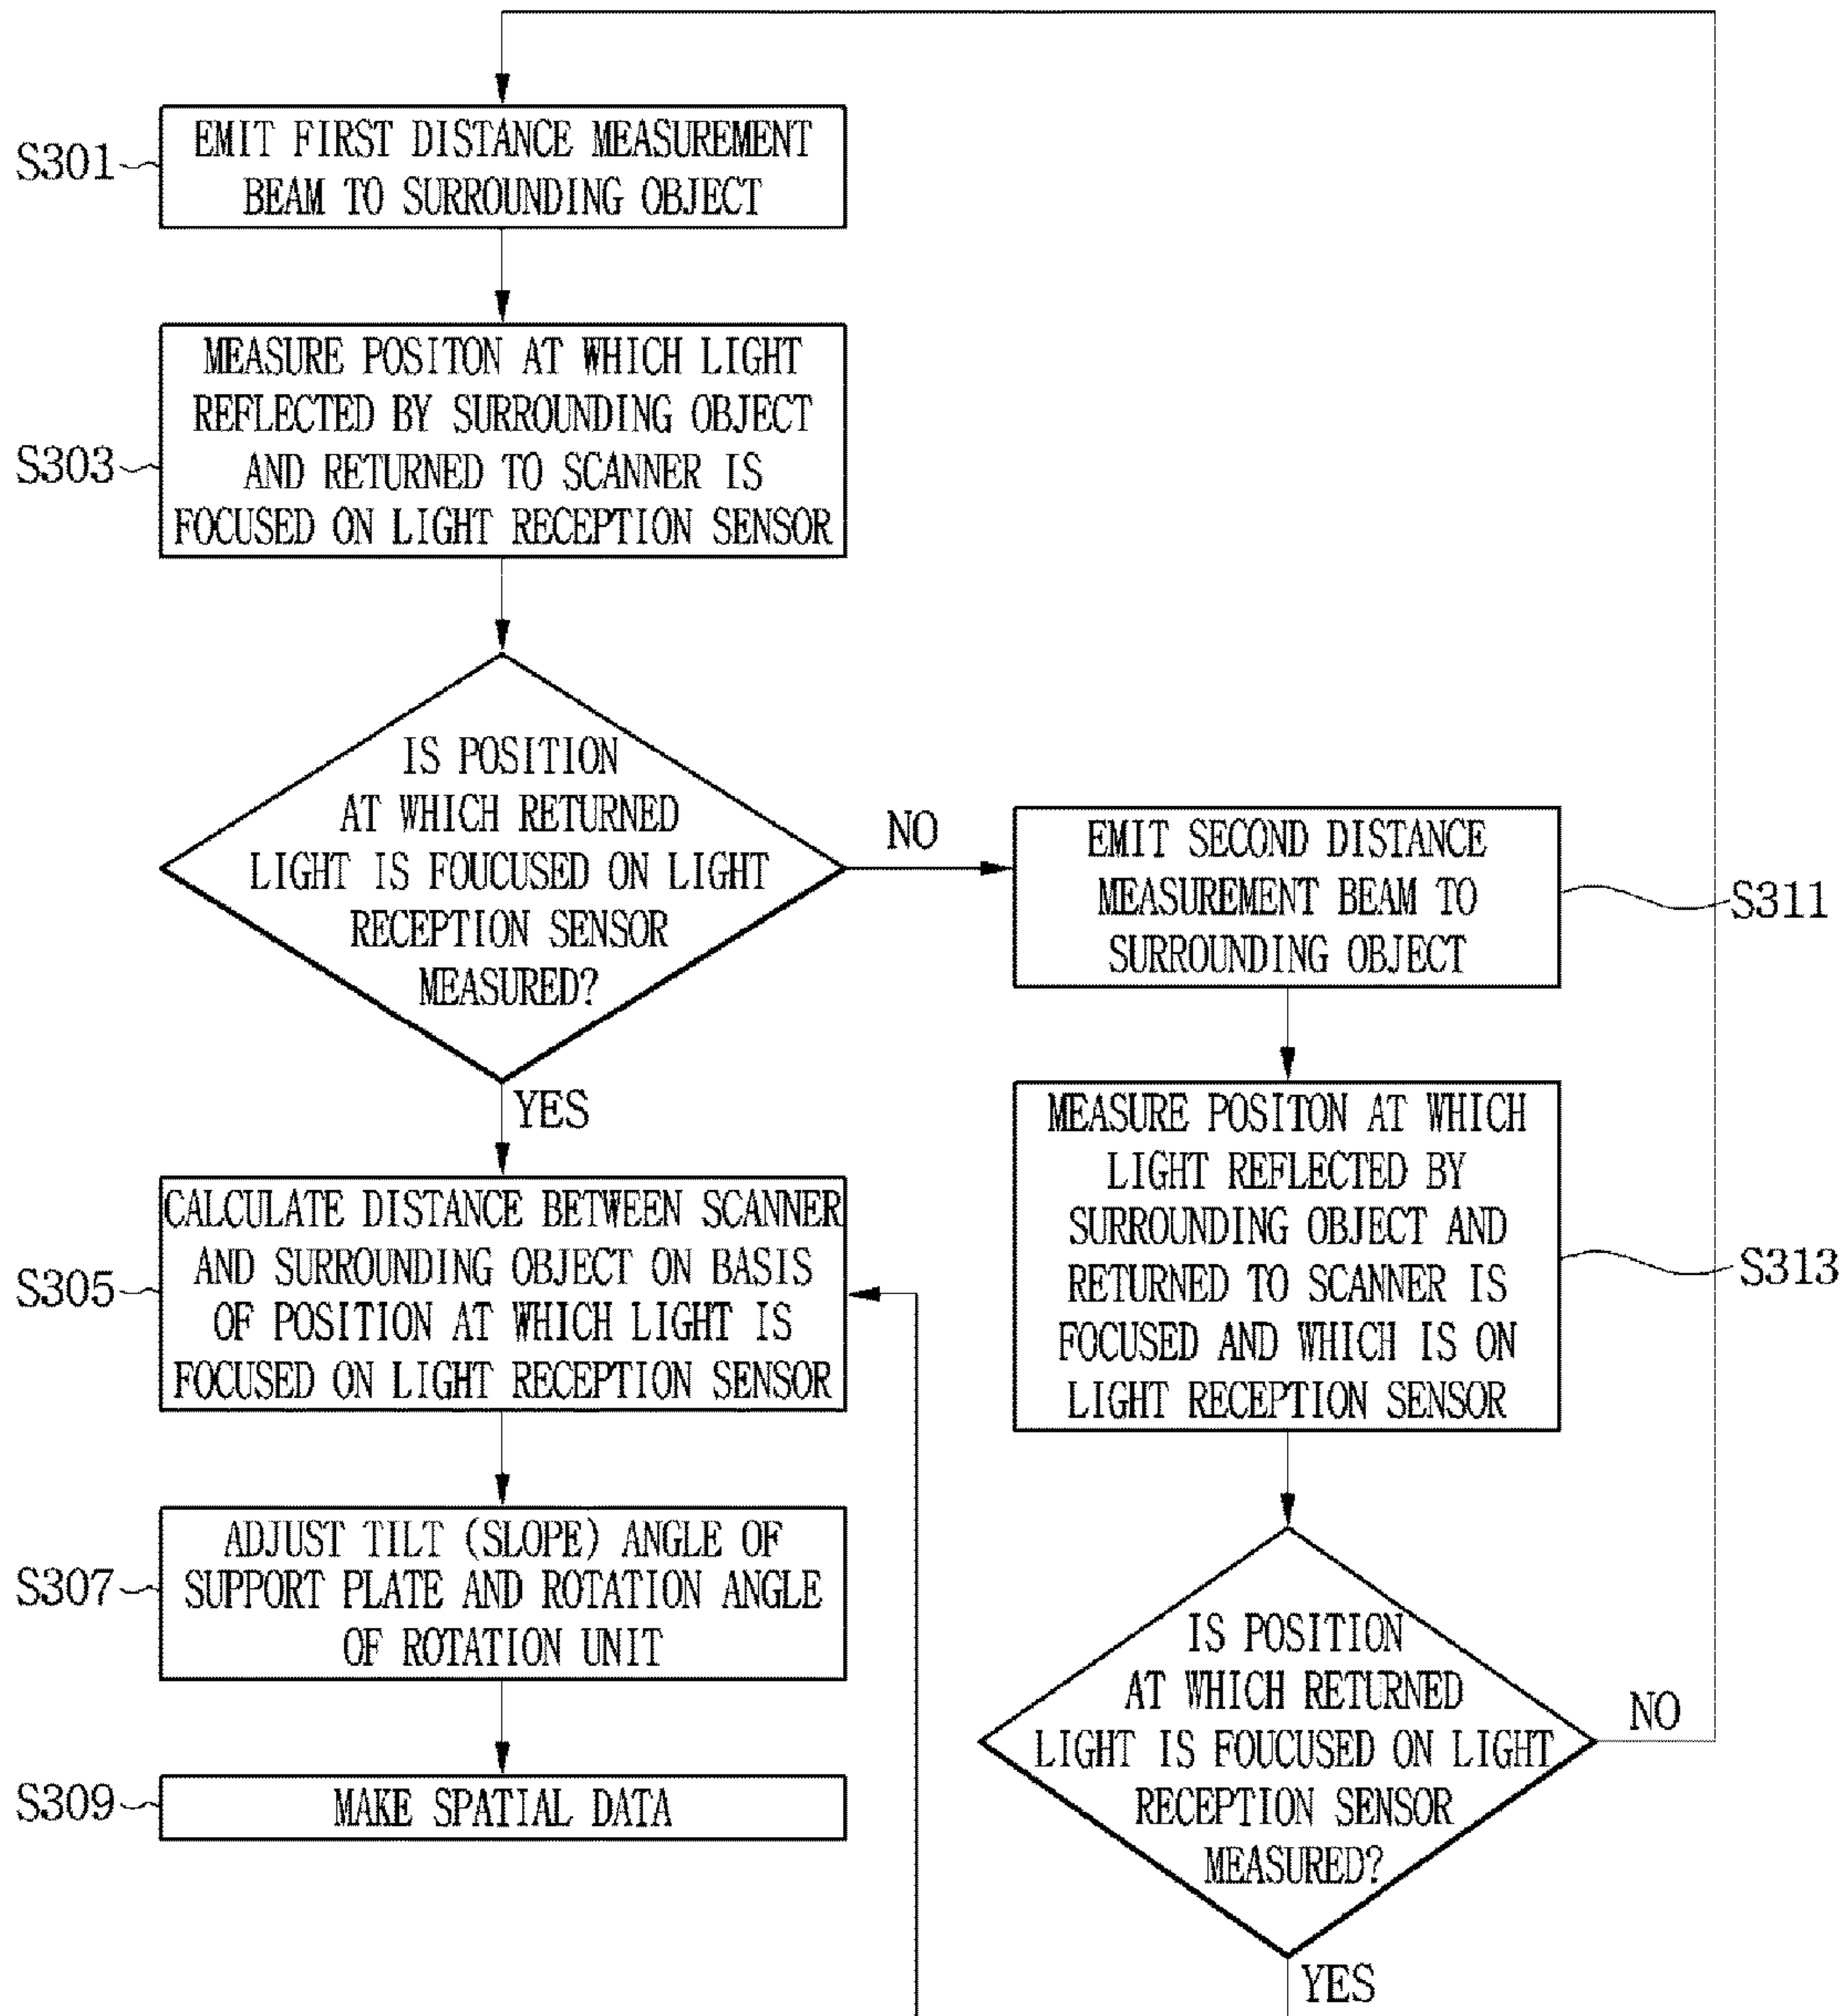 S301
EMIT FIRST DISTANCE MEASUREMENT
BEAM TO SURROUNDING OBJECT
S303
MEASURE POSITON AT WHICH LIGHT
REFLECTED BY SURROUNDING OBJECT
AND RETURNED TO SCANNER IS
FOCUSED ON LIGHT RECEPTION SENSOR
IS POSITION
AT WHICH RETURNED
LIGHT IS FOUCUSED ON LIGHT
RECEPTION SENSOR
MEASURED?
NO
YES
S305
CALCULATE DISTANCE BETWEEN SCANNER
AND SURROUNDING OBJECT ON BASIS
OF POSITION AT WHICH LIGHT IS
FOCUSED ON LIGHT RECEPTION SENSOR
S307
ADJUST TILT (SLOPE) ANGLE OF
SUPPORT PLATE AND ROTATION ANGLE
OF ROTATION UNIT
S309
MAKE SPATIAL DATA
EMIT SECOND DISTANCE
MEASUREMENT BEAM TO
SURROUNDING OBJECT
S311
MEASURE POSITON AT WHICH
LIGHT REFLECTED BY
SURROUNDING OBJECT AND
RETURNED TO SCANNER IS
FOCUSED AND WHICH IS ON
LIGHT RECEPTION SENSOR
S313
IS POSITION
AT WHICH RETURNED
LIGHT IS FOUCUSED ON LIGHT
RECEPTION SENSOR
MEASURED?
NO
YES